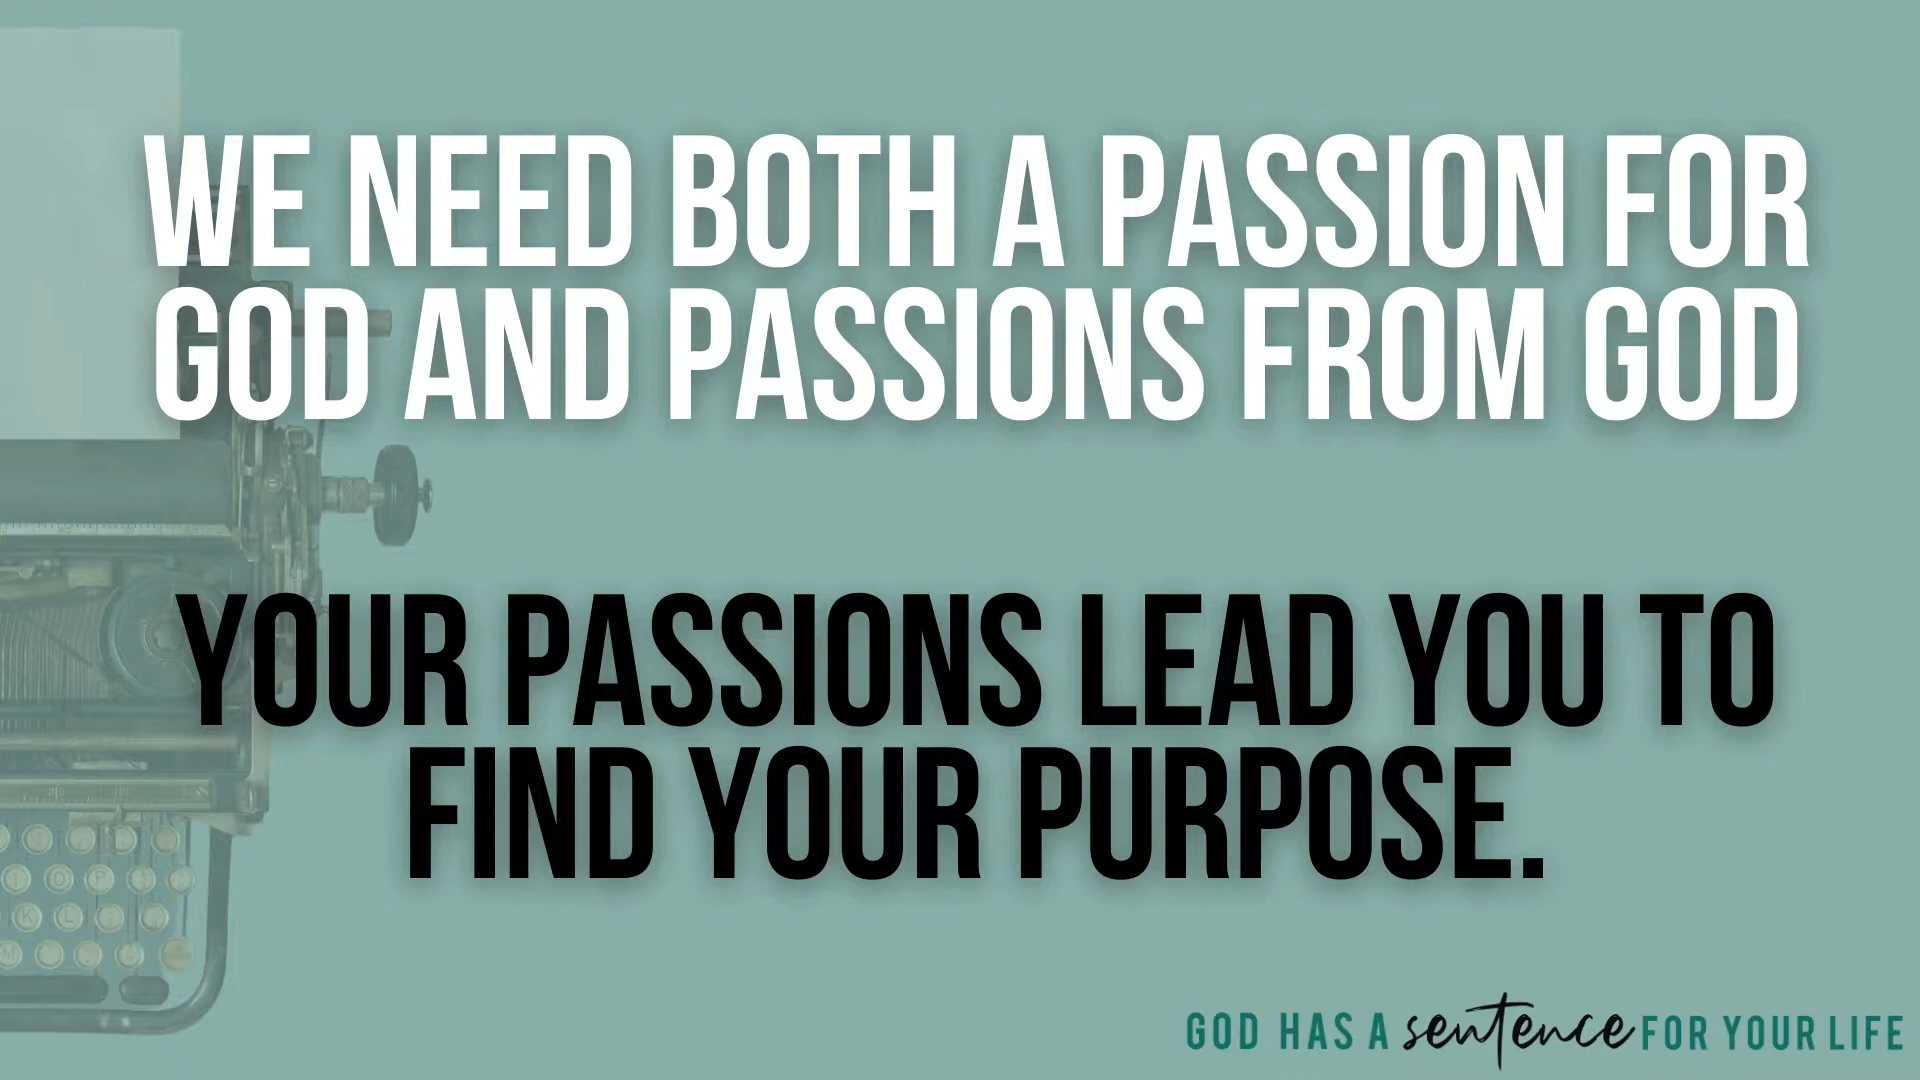 WE NEED BOTH A PASSION FOR
GOD AND PASSIONS FROM GOD
YOUR PASSIONS LEAD YOU TO
FIND YOUR PURPOSE.
GOD HAS A sentence FOR YOUR LIFE